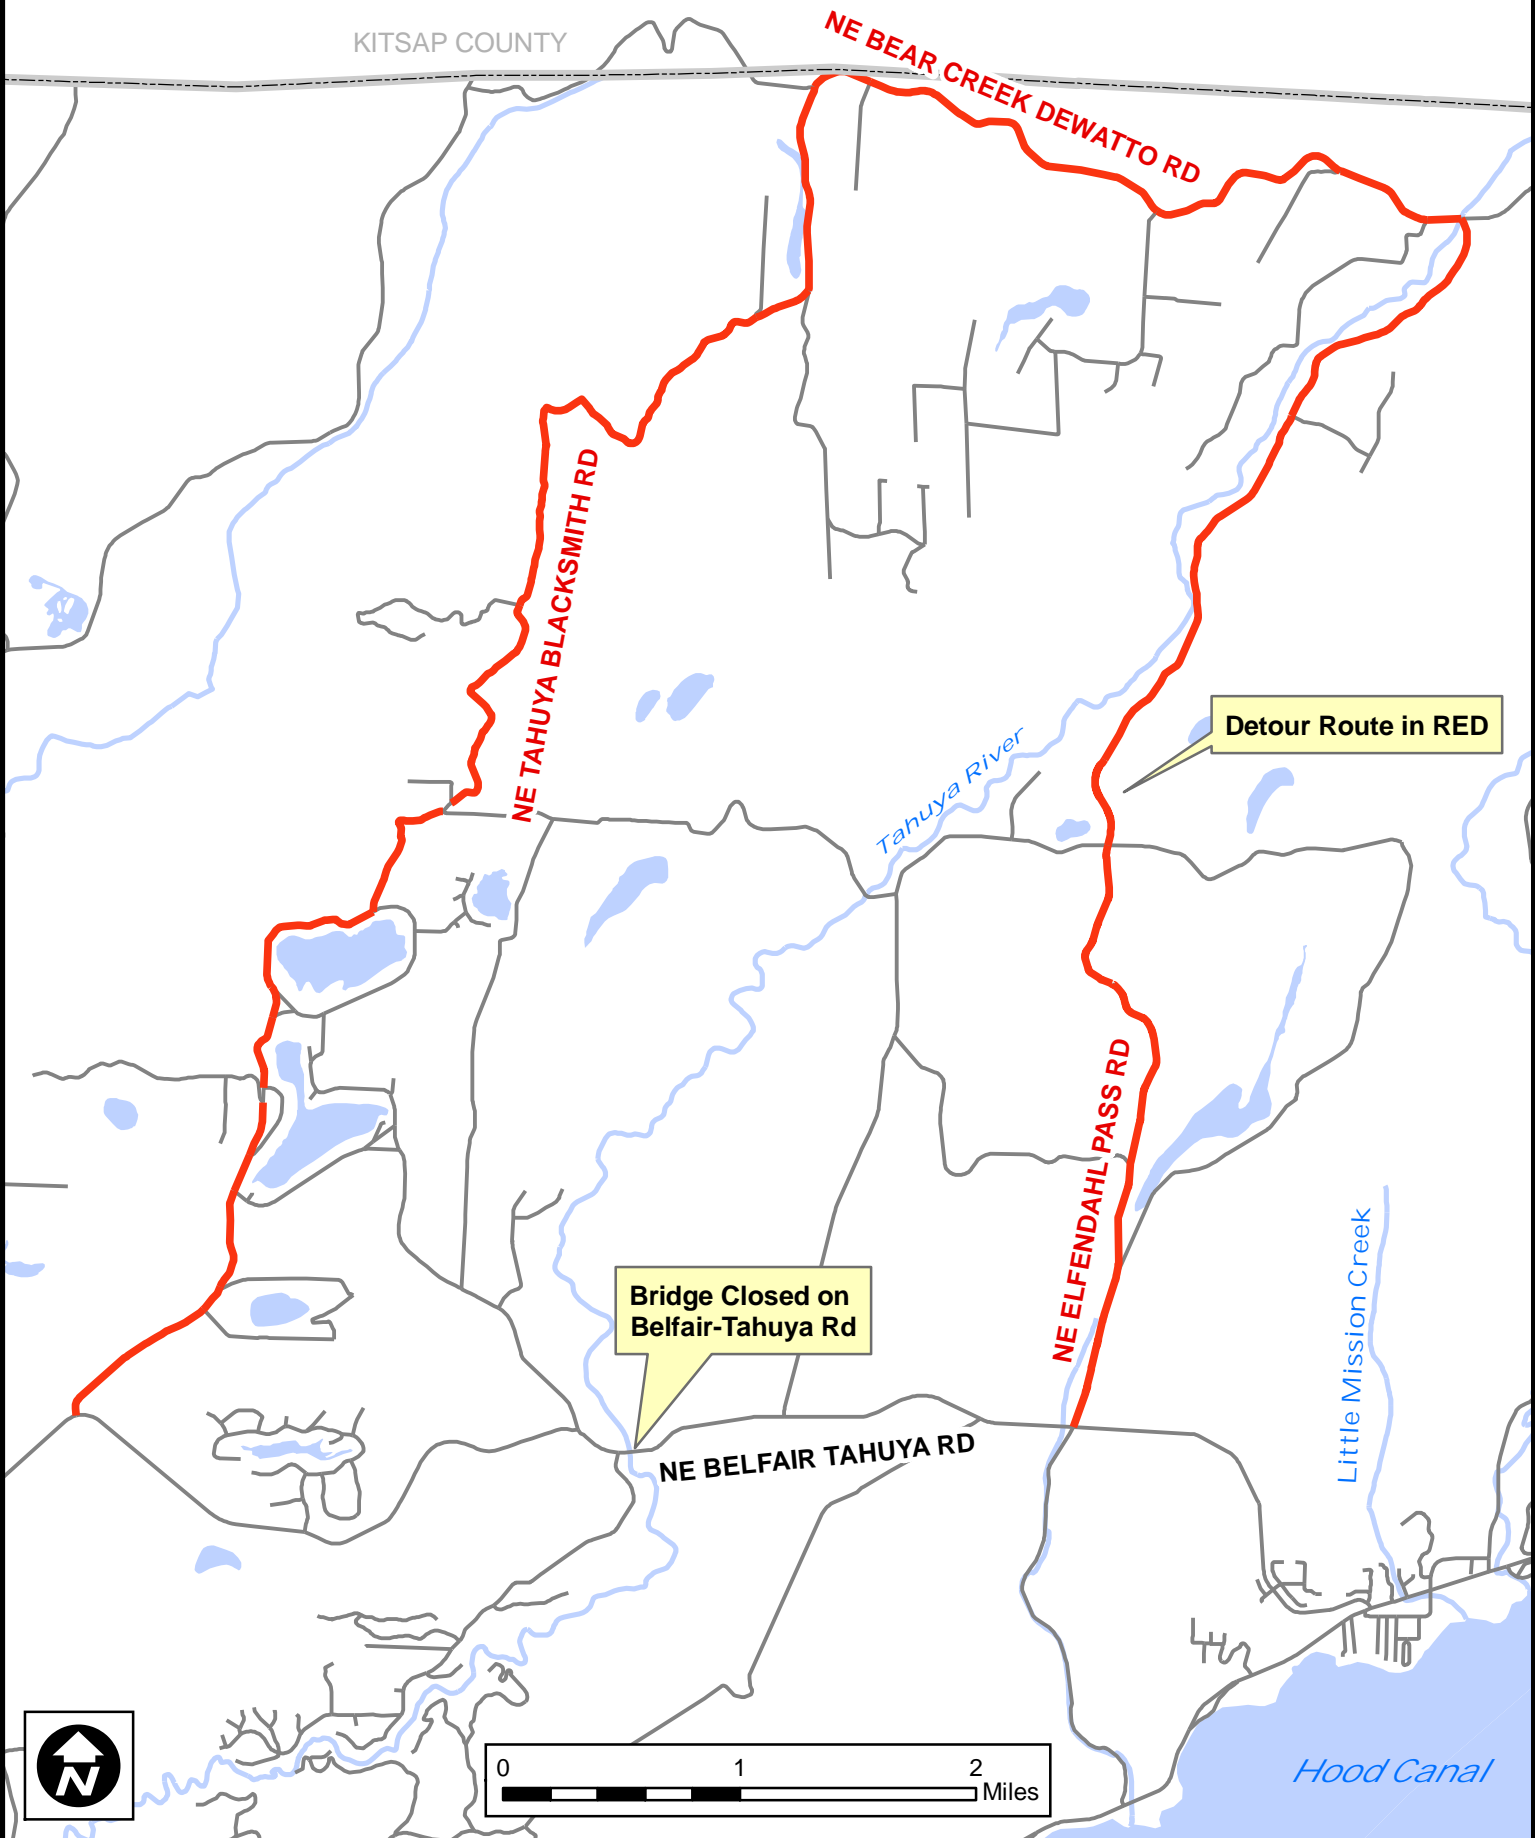 KITSAP COUNTY
NE BEAR CREEK DEWATTO RD
NE TAHUYA BLACKSMITH RD
Detour Route in RED
Tahuya River
NE ELFENDAHL PASS RD
Little Mission Creek
Bridge Closed on
Belfair-Tahuya Rd
NE BELFAIR TAHUYA RD
N
0 1 2
Miles
Hood Canal